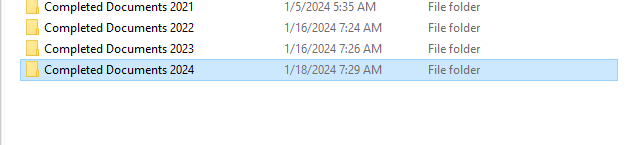 Completed Documents 2021 1/5/2024 5:35 AM File folder
Completed Documents 2022 1/16/2024 7:24 AM File folder
Completed Documents 2023 1/16/2024 7:26 AM File folder
Completed Documents 2024 1/18/2024 7:29 AM File folder